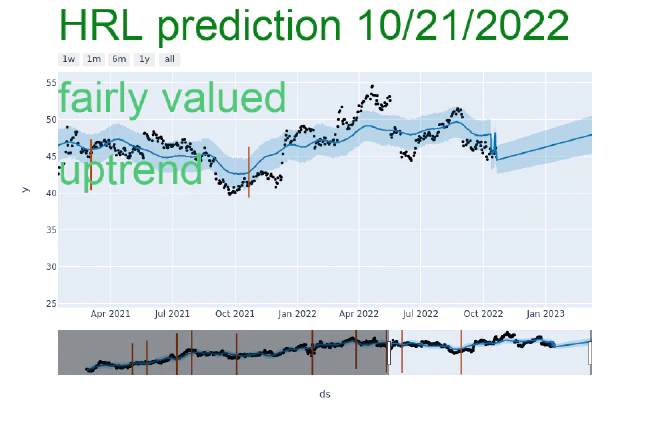 HRL prediction 10/21/2022
1w 1m 6m 1y all
fairly valued
uptrend
55
50
45
40
35
30
25
y
Apr 2021 Jul 2021 Oct 2021 Jan 2022 Apr 2022 Jul 2022 Oct 2022 Jan 2023
ds